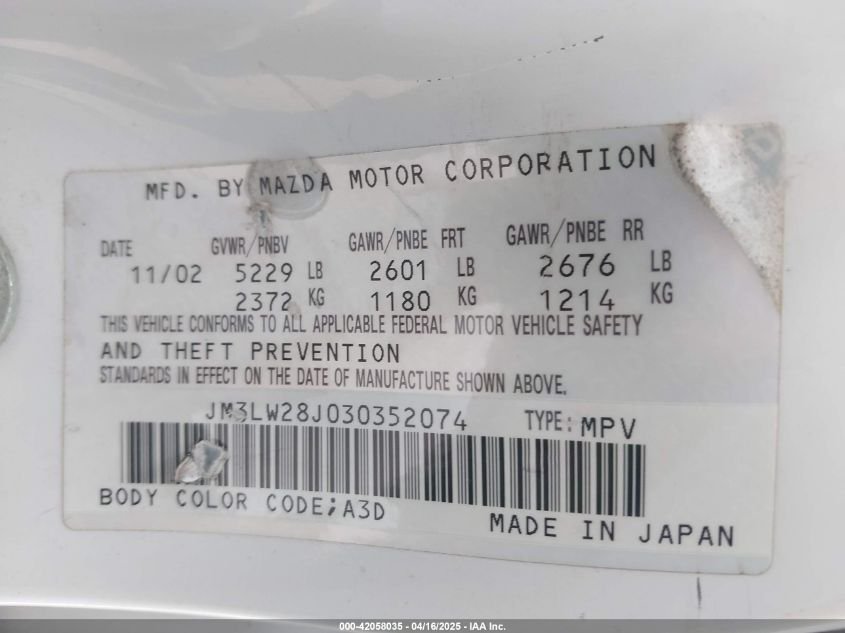 MFD. BY MAZDA MOTOR CORPORATION
DATE GVWR/PNBV GAWR/PNBE FRT GAWR/PNBE RR
11/02 5229 LB 2601 LB 2676 LB
2372 KG 1180 KG 1214 KG
THIS VEHICLE CONFORMS TO ALL APPLICABLE FEDERAL MOTOR VEHICLE SAFETY
AND THEFT PREVENTION
STANDARDS IN EFFECT ON THE DATE OF MANUFACTURE SHOWN ABOVE.
JM3LW28J030352074 TYPE: MPV
BODY COLOR CODE;A3D
MADE IN JAPAN
000-42058035 - 04/16/2025 - IAA Inc.